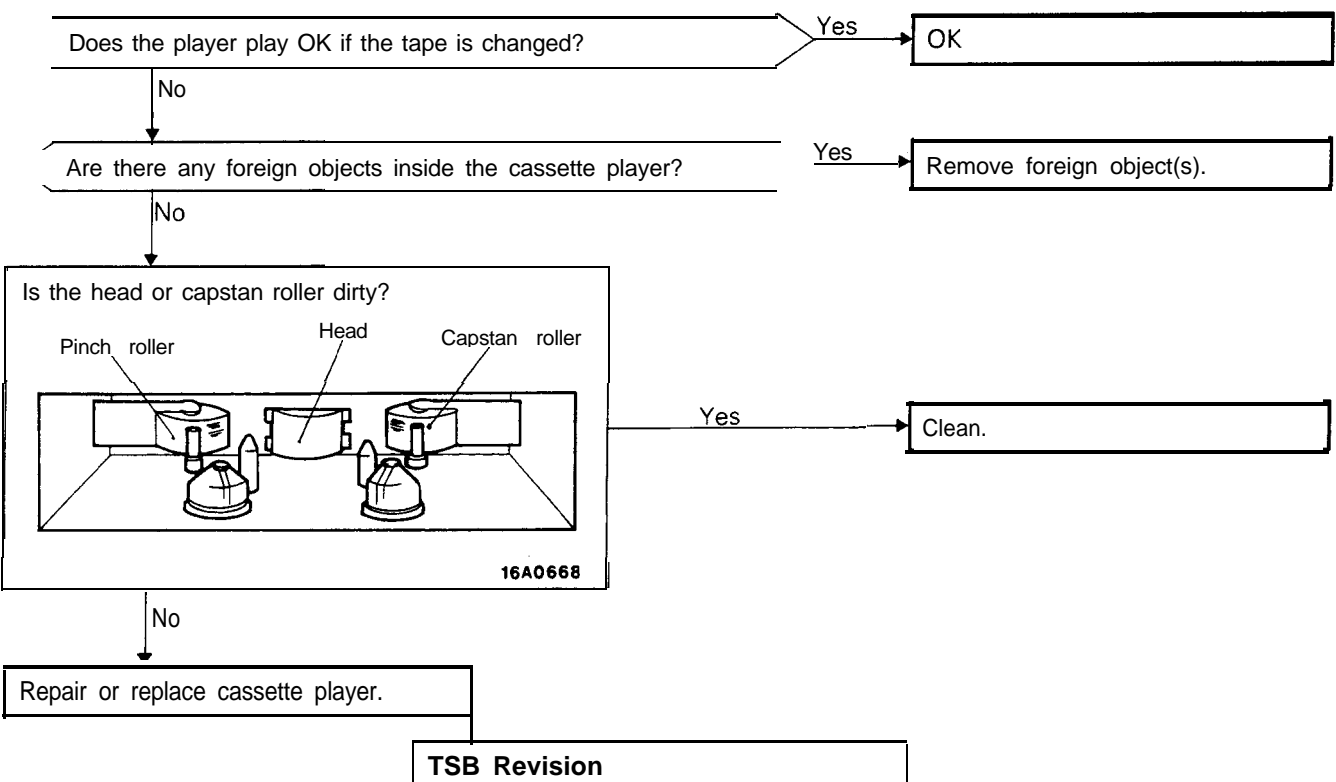 Does the player play OK if the tape is changed?
Yes
OK
No
Are there any foreign objects inside the cassette player?
Yes
Remove foreign object(s).
No
Is the head or capstan roller dirty?
Pinch roller
Head
Capstan roller
Yes
Clean.
16A0668
No
Repair or replace cassette player.
TSB Revision